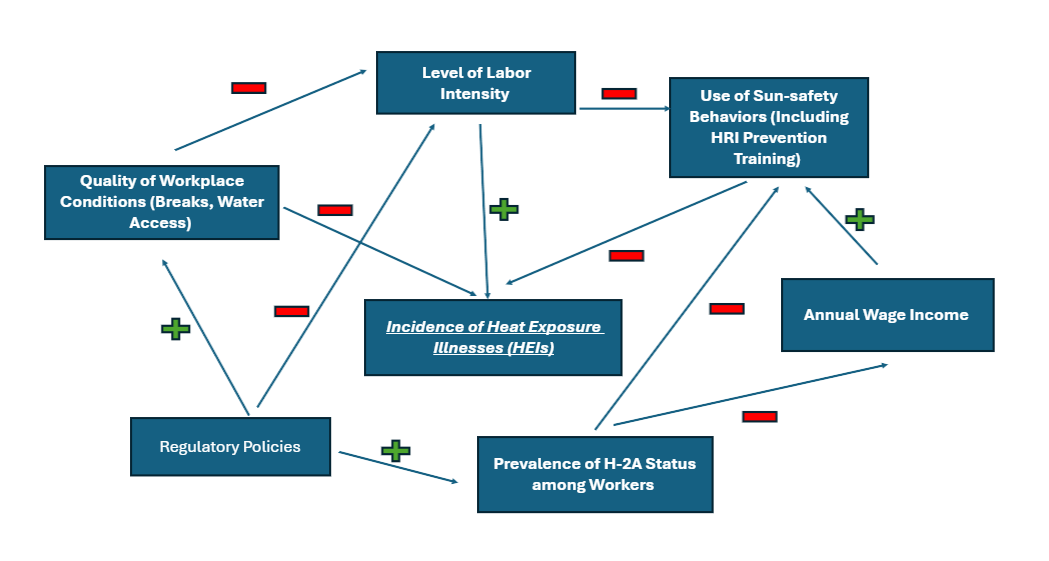 Level of Labor
Intensity
Use of Sun-safety
Behaviors (Including
HRI Prevention
Training)
Quality of Workplace
Conditions (Breaks, Water
Access)
Incidence of Heat Exposure
Illnesses (HEIs)
Annual Wage Income
Regulatory Policies
Prevalence of H-2A Status
among Workers